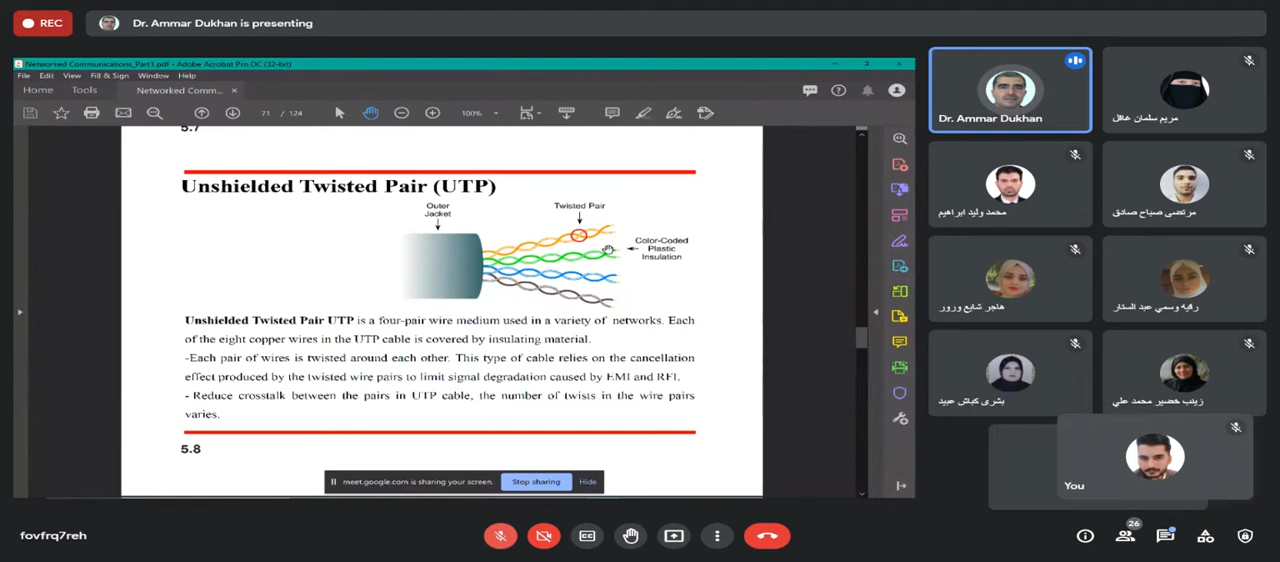 REC
Dr. Ammar Dukhan is presenting
Networked Communications_Part1.pdf - Adobe Acrobat Pro DC (32-bit)
File Edit View Fill & Sign Window Help
Home Tools Networked Comm... ×
71 / 124 100%
5.7
Unshielded Twisted Pair (UTP)
Outer
Jacket
Twisted Pair
Color-Coded
Plastic
Insulation
Unshielded Twisted Pair UTP is a four-pair wire medium used in a variety of networks. Each
of the eight copper wires in the UTP cable is covered by insulating material.
-Each pair of wires is twisted around each other. This type of cable relies on the cancellation
effect produced by the twisted wire pairs to limit signal degradation caused by EMI and RFI.
- Reduce crosstalk between the pairs in UTP cable, the number of twists in the wire pairs
varies.
5.8
meet.google.com is sharing your screen. Stop sharing Hide
Dr. Ammar Dukhan
مريم سلمان عاقل
محمد وليد ابراهيم
مرتضى صباح صادق
هاجر شايع ورور
رقيه وسمي عبد الستار
بشرى كباش عبيد
زينب خضير محمد علي
You
fovfrq7reh
26